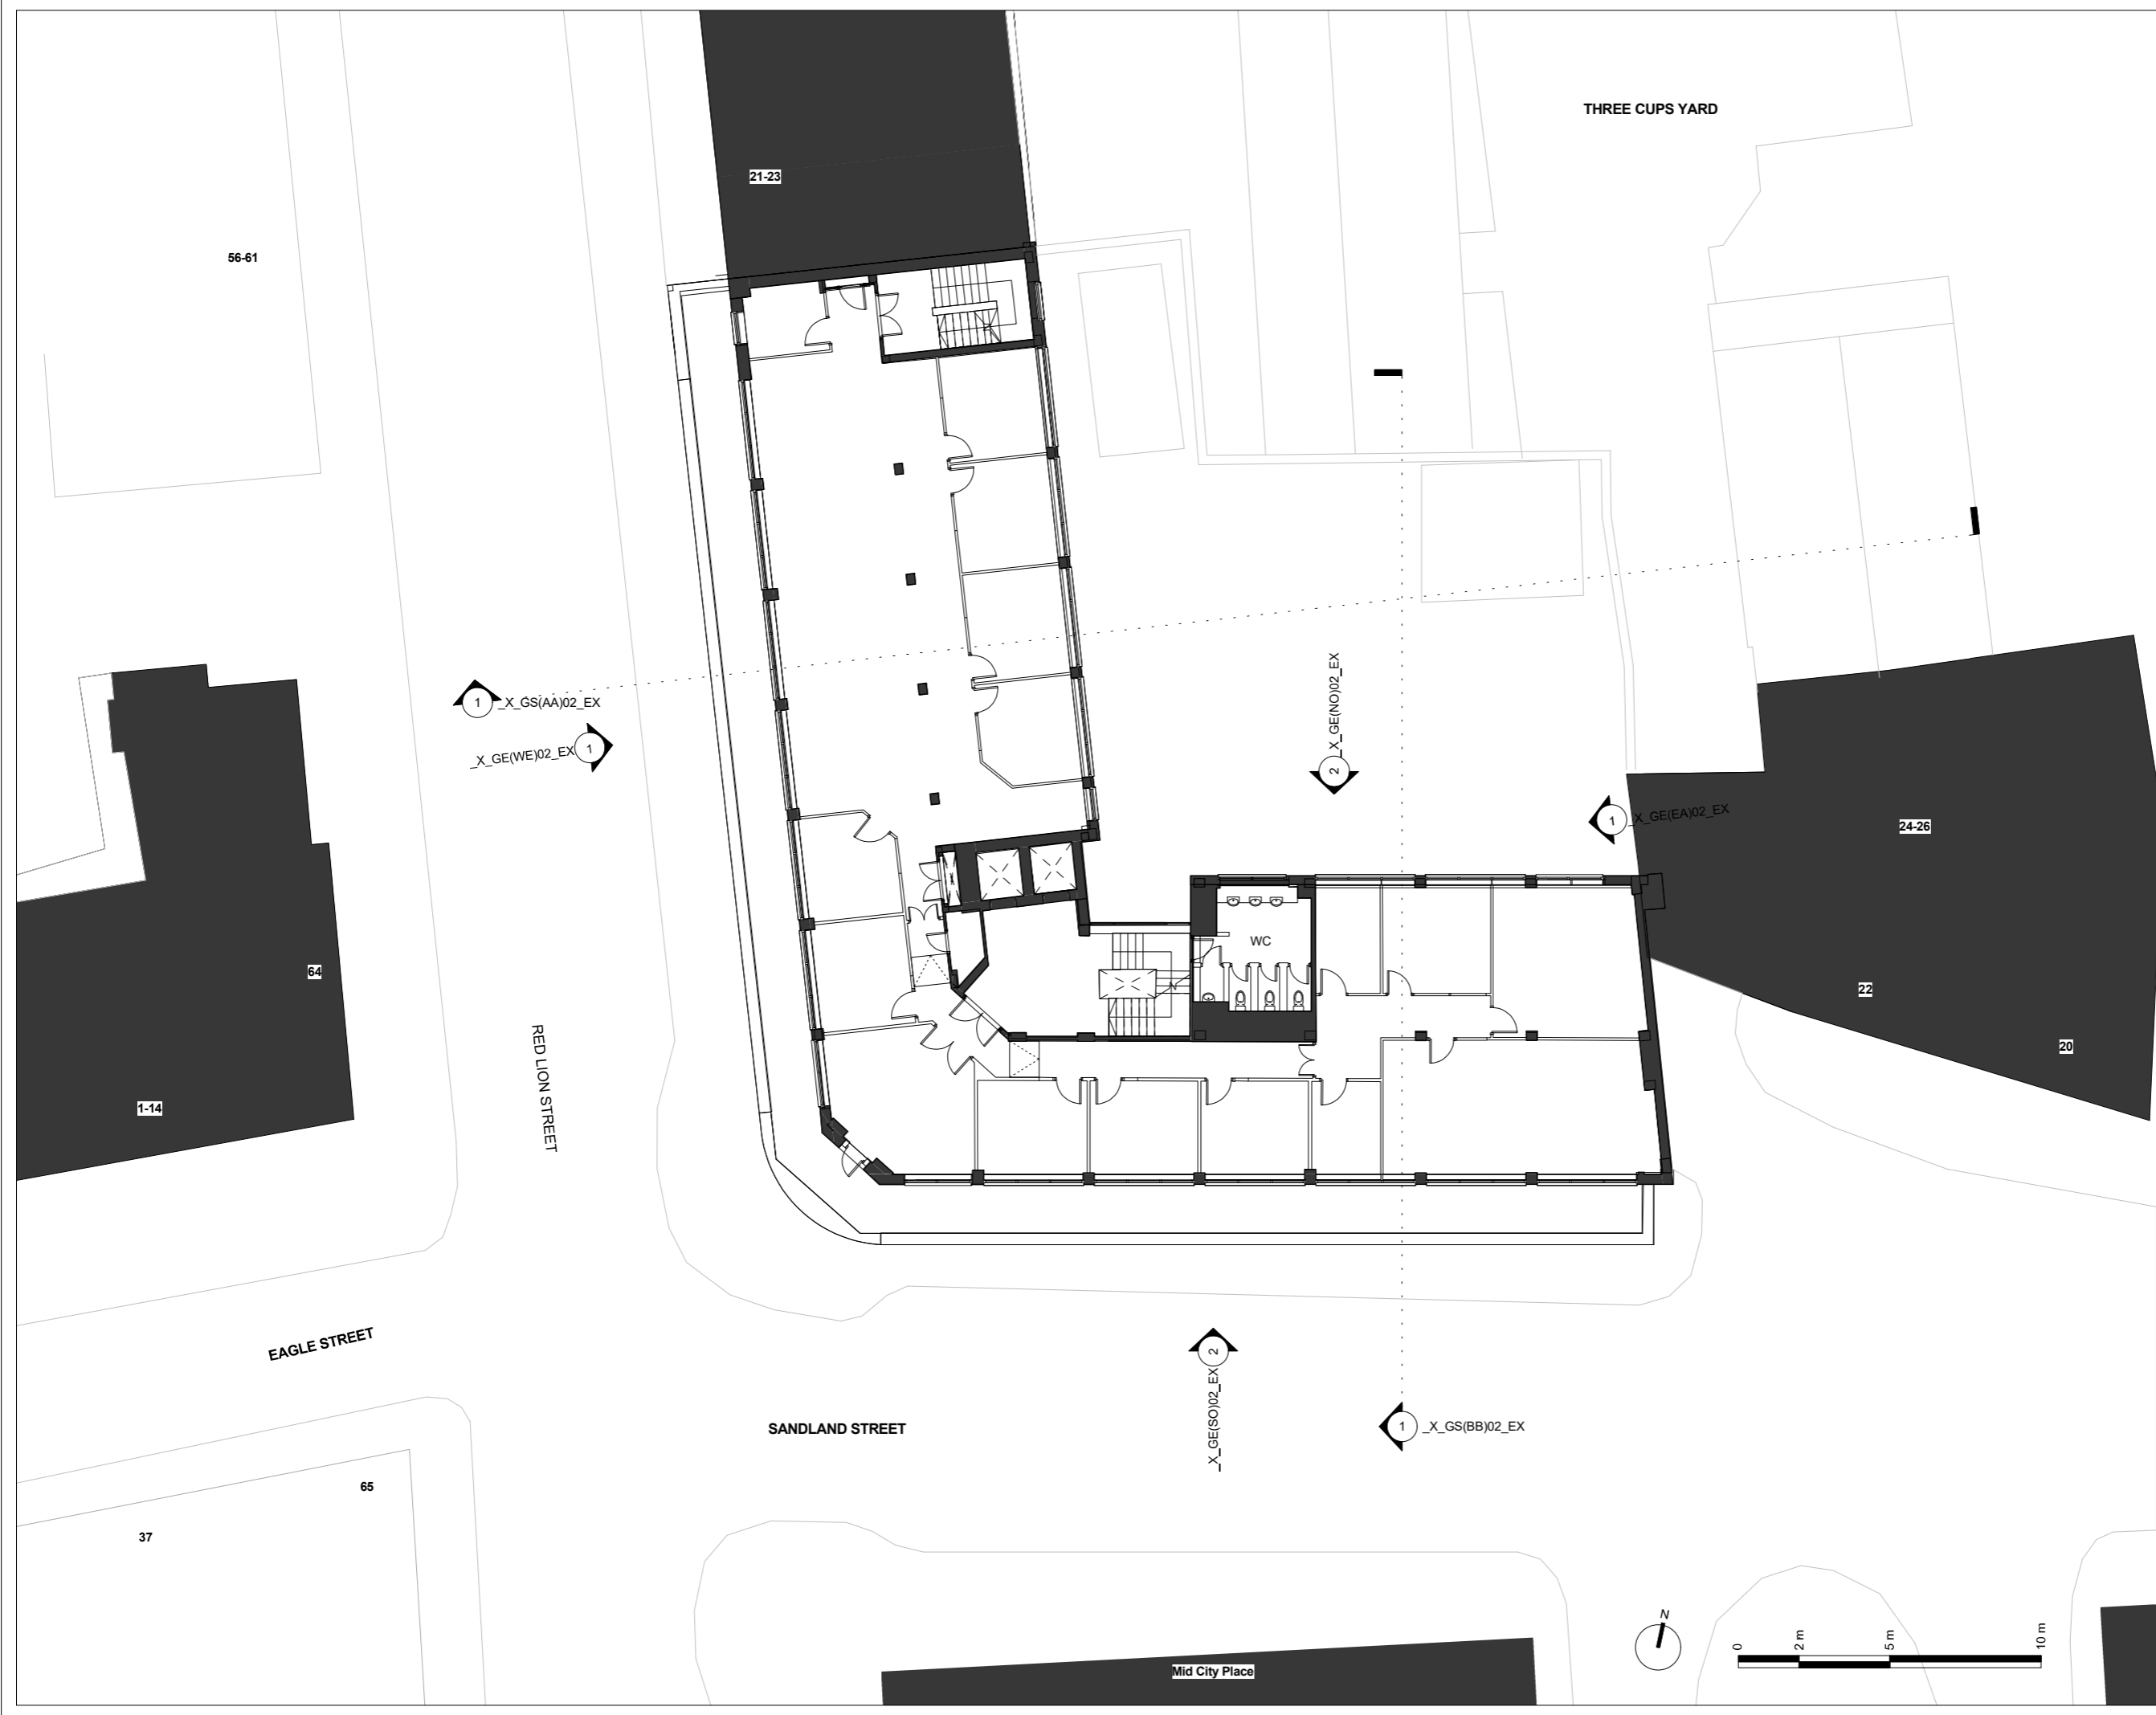 THREE CUPS YARD
21-23
56-61
_X_GS(AA)02_EX
1
_X_GE(WE)02_EX
1
_X_GE(NO)02_EX
2
1
_X_GE(EA)02_EX
24-26
WC
N
64
22
20
1-14
RED LION STREET
EAGLE STREET
SANDLAND STREET
2
_X_GE(SO)02_EX
1
_X_GS(BB)02_EX
65
37
Mid City Place
N
0
2 m
5 m
10 m